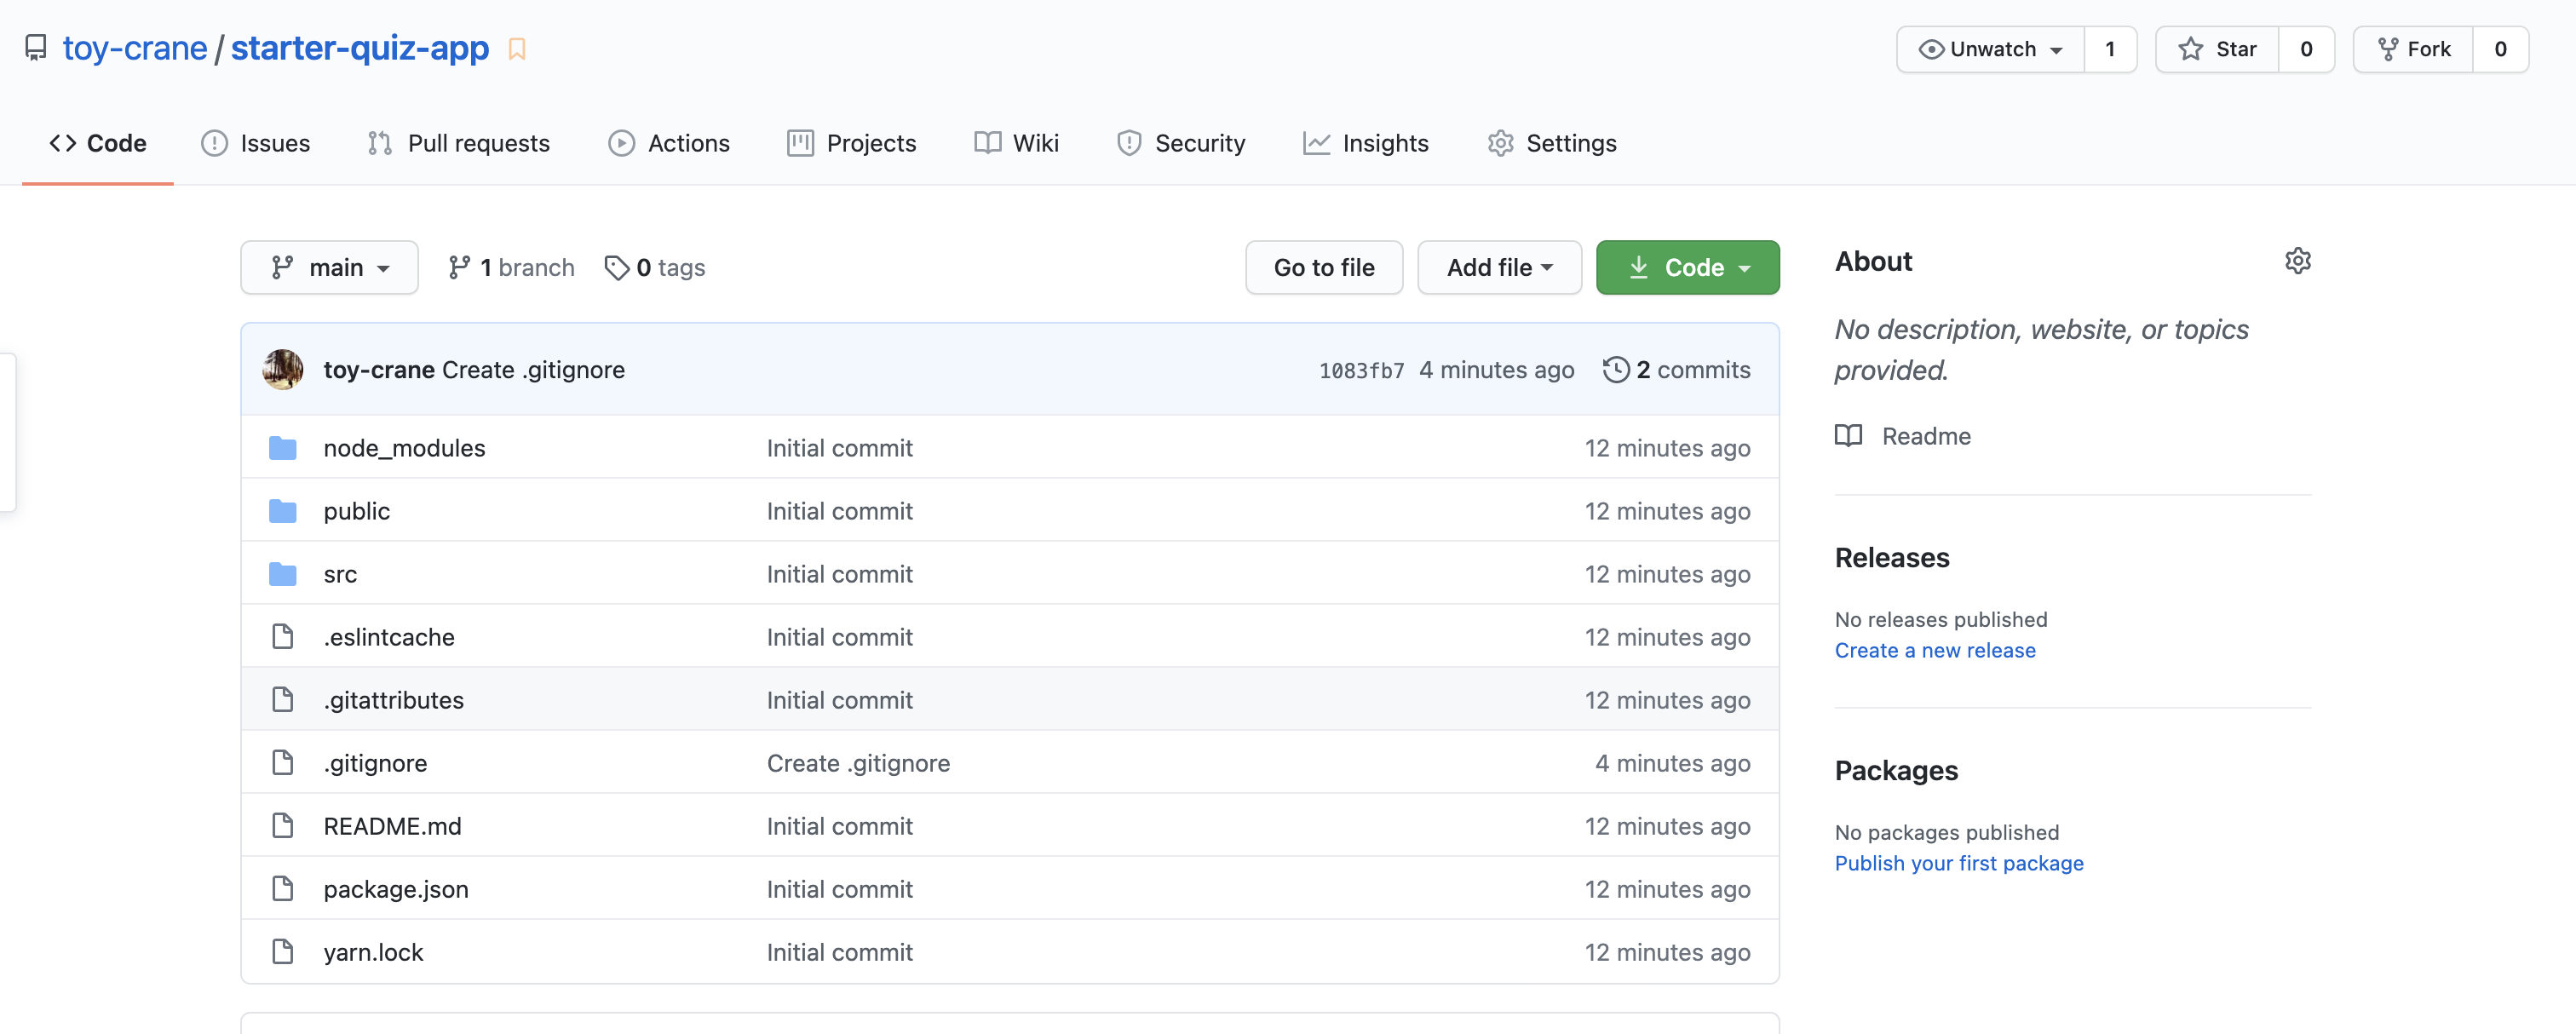 toy-crane / starter-quiz-app
Unwatch 1 Star 0 Fork 0
Code Issues Pull requests Actions Projects Wiki Security Insights Settings
main 1 branch 0 tags Go to file Add file Code
toy-crane Create .gitignore 1083fb7 4 minutes ago 2 commits
node_modules Initial commit 12 minutes ago
public Initial commit 12 minutes ago
src Initial commit 12 minutes ago
.eslintcache Initial commit 12 minutes ago
.gitattributes Initial commit 12 minutes ago
.gitignore Create .gitignore 4 minutes ago
README.md Initial commit 12 minutes ago
package.json Initial commit 12 minutes ago
yarn.lock Initial commit 12 minutes ago
About
No description, website, or topics
provided.
Readme
Releases
No releases published
Create a new release
Packages
No packages published
Publish your first package